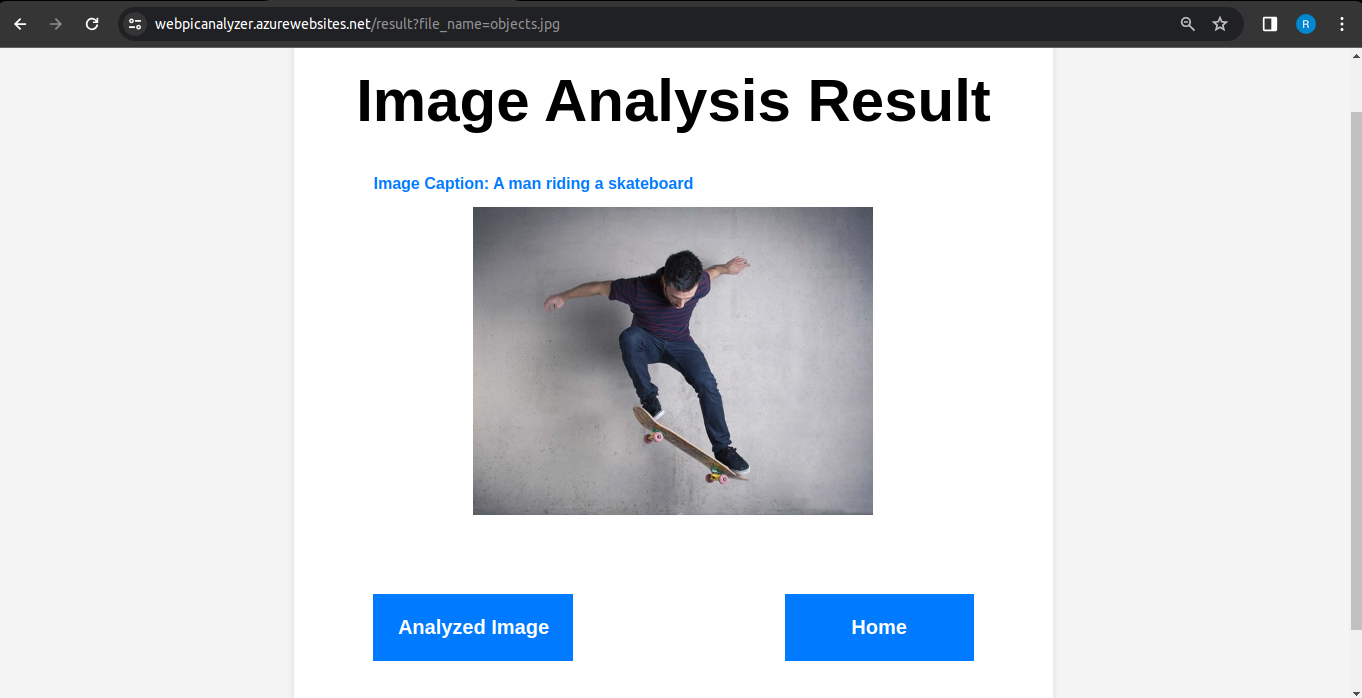 webpicanalyzer.azurewebsites.net/result?file_name=objects.jpg
R
Image Analysis Result
Image Caption: A man riding a skateboard
Analyzed Image
Home